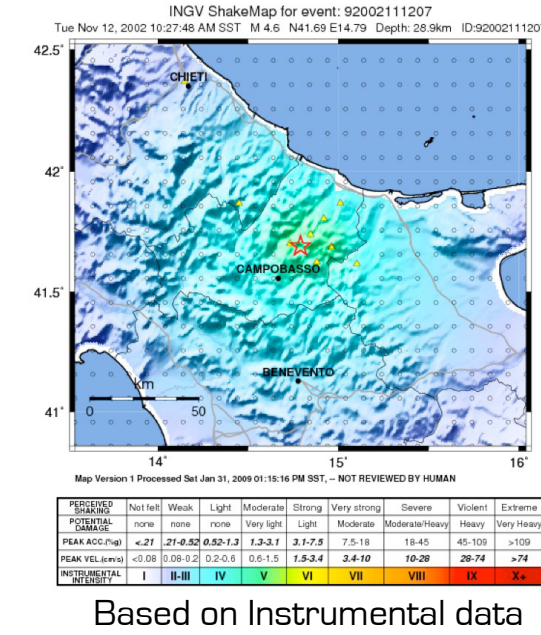 INGV ShakeMap for event: 92002111207
Tue Nov 12, 2002 10:27:48 AM SST M 4.6 N41.69 E14.79 Depth: 28.9km ID:92002111207
42.5˚
CHIETI
42˚
CAMPOBASSO
41.5˚
BENEVENTO
km
0 50
41˚
14˚ 15˚ 16˚
Map Version 1 Processed Sat Jan 31, 2009 01:15:16 PM SST, -- NOT REVIEWED BY HUMAN
PERCEIVED SHAKING Not felt Weak Light Moderate Strong Very strong Severe Violent Extreme
POTENTIAL DAMAGE none none none Very light Light Moderate Moderate/Heavy Heavy Very Heavy
PEAK ACC.(%g) <.21 .21-0.52 0.52-1.3 1.3-3.1 3.1-7.5 7.5-18 18-45 45-109 >109
PEAK VEL.(cm/s) <0.08 0.08-0.2 0.2-0.6 0.6-1.5 1.5-3.4 3.4-10 10-28 28-74 >74
INSTRUMENTAL INTENSITY I II-III IV V VI VII VIII IX X+
Based on Instrumental data